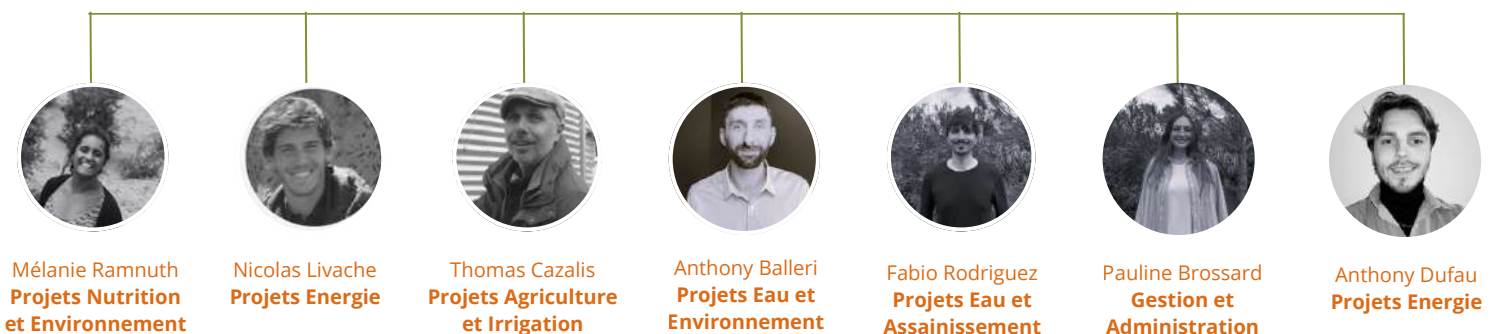 Mélanie Ramnuth
Projets Nutrition
et Environnement
Nicolas Livache
Projets Energie
Thomas Cazalis
Projets Agriculture
et Irrigation
Anthony Balleri
Projets Eau et
Environnement
Fabio Rodriguez
Projets Eau et
Assainissement
Pauline Brossard
Gestion et
Administration
Anthony Dufau
Projets Energie